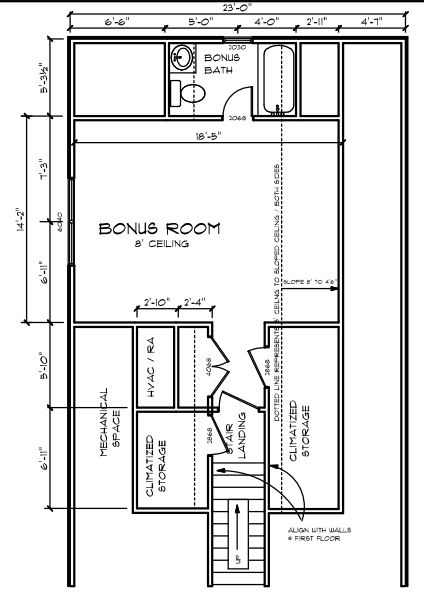 23'-0"
6'-6"
5'-0"
4'-0"
2'-11"
4'-7"
5'-3½"
2030
BONUS
BATH
2068
18'-5"
14'-2"
7'-3"
6040
BONUS ROOM
8' CEILING
DOTTED LINE REPRESENTS 8' CEILING TO SLOPED CEILING / BOTH SIDES
SLOPE 8' TO 4'6"
6'-11"
2'-10"
2'-4"
5'-10"
HVAC / RA
4068
2868
MECHANICAL
SPACE
6'-11"
CLIMATIZED
STORAGE
2868
STAIR
LANDING
CLIMATIZED
STORAGE
UP
ALIGN WITH WALLS
@ FIRST FLOOR